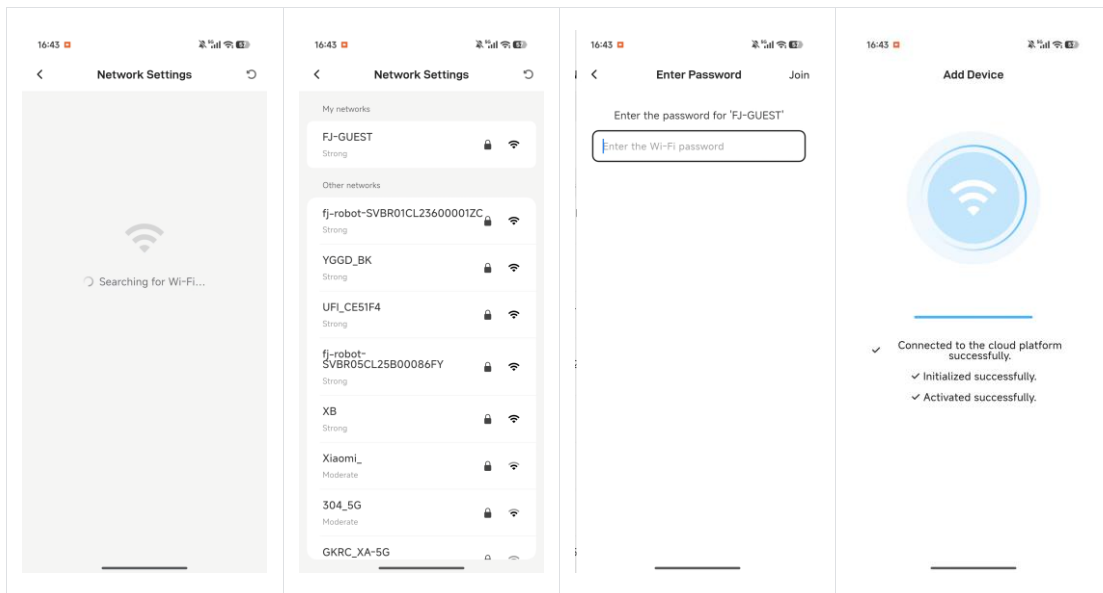 16:43
Network Settings
Searching for Wi-Fi...
16:43
Network Settings
My networks
FJ-GUEST
Strong
Other networks
fj-robot-SVBR01CL23600001ZC
Strong
YGGD_BK
Strong
UFI_CE51F4
Strong
fj-robot-
SVBR05CL25B00086FY
Strong
XB
Strong
Xiaomi_
Moderate
304_5G
Moderate
GKRC_XA-5G
16:43
Enter Password
Join
Enter the password for 'FJ-GUEST'
Enter the Wi-Fi password
16:43
Add Device
Connected to the cloud platform
successfully.
Initialized successfully.
Activated successfully.